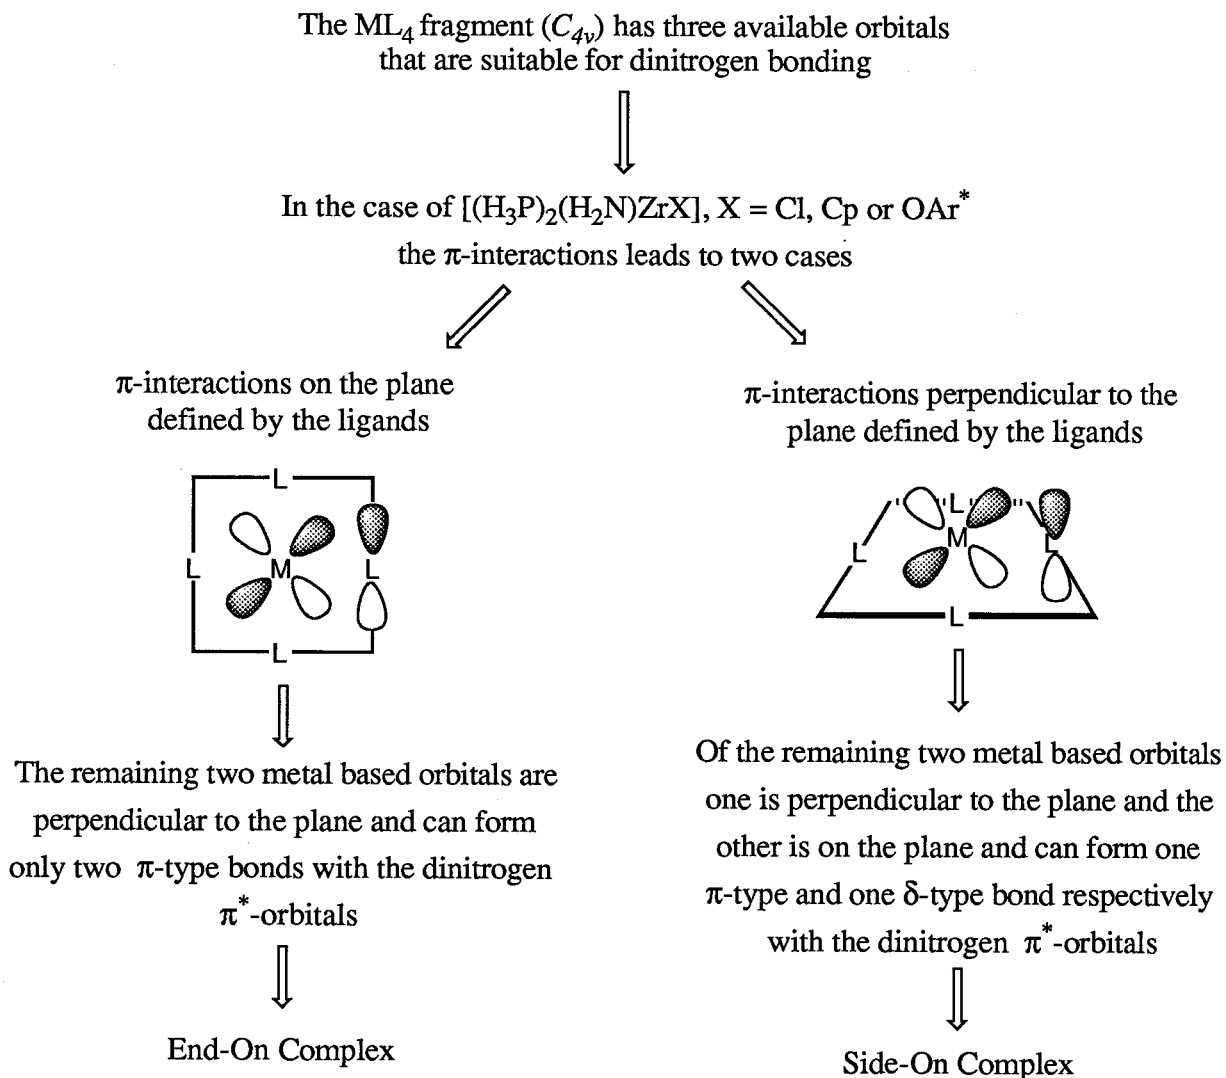 The ML₄ fragment (C₄ᵥ) has three available orbitals
that are suitable for dinitrogen bonding
In the case of [(H₃P)₂(H₂N)ZrX], X = Cl, Cp or OAr*
the π-interactions leads to two cases
π-interactions on the plane
defined by the ligands
L
L M L
L
The remaining two metal based orbitals are
perpendicular to the plane and can form
only two π-type bonds with the dinitrogen
π*-orbitals
End-On Complex
π-interactions perpendicular to the
plane defined by the ligands
L
M
L L
L
Of the remaining two metal based orbitals
one is perpendicular to the plane and the
other is on the plane and can form one
π-type and one δ-type bond respectively
with the dinitrogen π*-orbitals
Side-On Complex